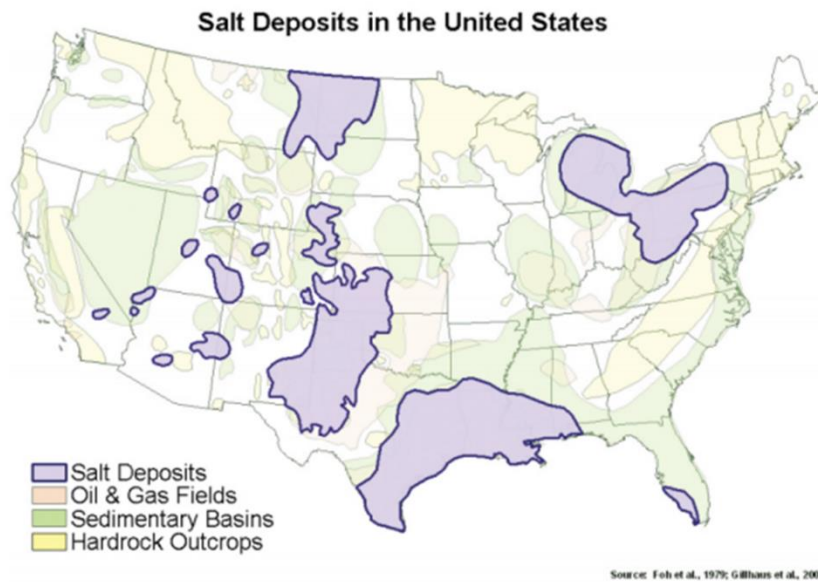 Salt Deposits in the United States
Salt Deposits
Oil & Gas Fields
Sedimentary Basins
Hardrock Outcrops
Source: Foh et al., 1979; Gillhaus et al., 200